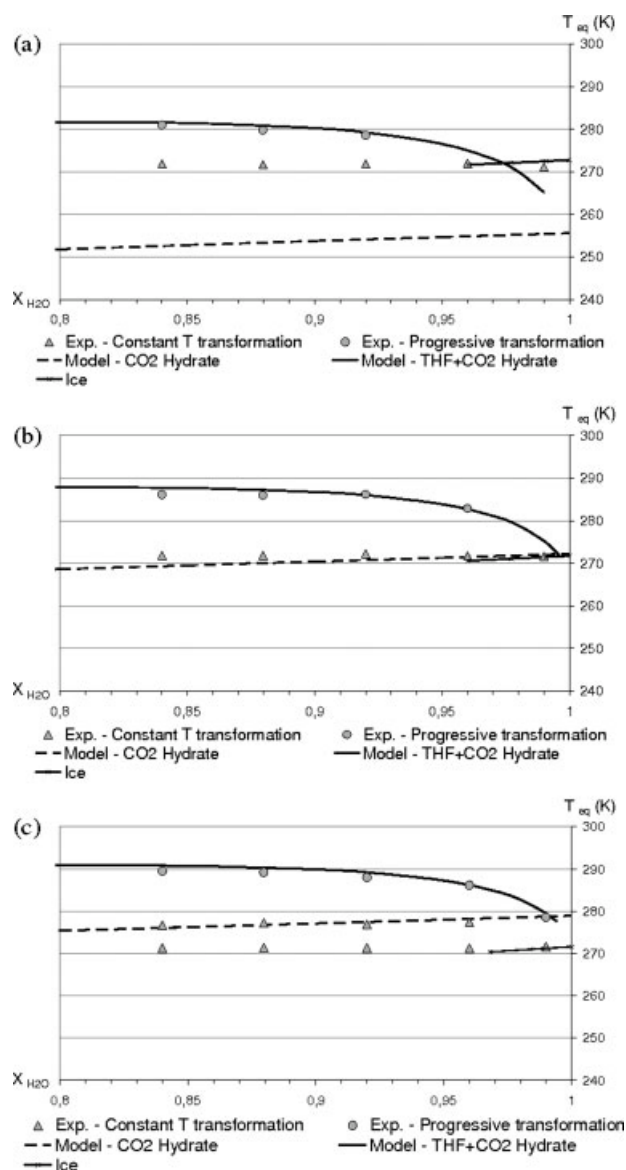 (a)
T eq (K)
300
290
280
270
260
250
240
X H2O
0,8 0,85 0,9 0,95 1
Exp. - Constant T transformation Exp. - Progressive transformation
Model - CO2 Hydrate Model - THF+CO2 Hydrate
Ice
(b)
T eq (K)
300
290
280
270
260
250
240
X H2O
0,8 0,85 0,9 0,95 1
Exp. - Constant T transformation Exp. - Progressive transformation
Model - CO2 Hydrate Model - THF+CO2 Hydrate
Ice
(c)
T eq (K)
300
290
280
270
260
250
240
X H2O
0,8 0,85 0,9 0,95 1
Exp. - Constant T transformation Exp. - Progressive transformation
Model - CO2 Hydrate Model - THF+CO2 Hydrate
Ice